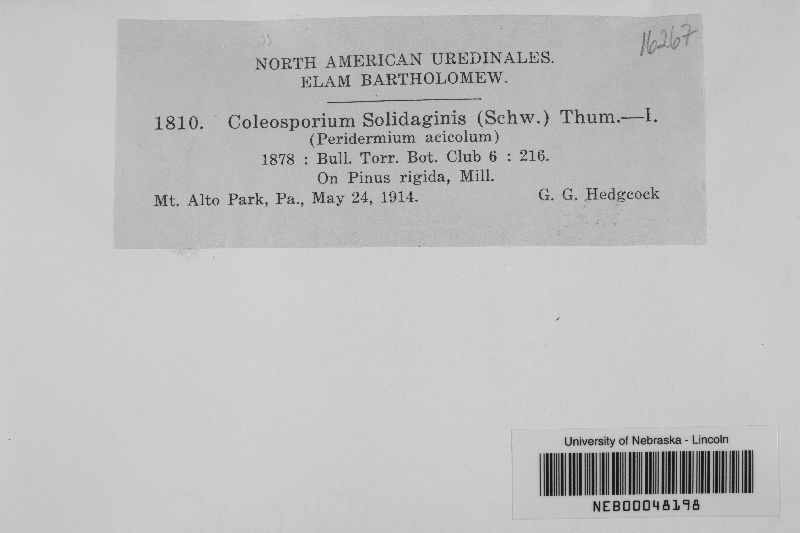 16267
NORTH AMERICAN UREDINALES.
ELAM BARTHOLOMEW.
1810. Coleosporium Solidaginis (Schw.) Thum.—I.
(Peridermium acicolum)
1878 : Bull. Torr. Bot. Club 6 : 216.
On Pinus rigida, Mill.
Mt. Alto Park, Pa., May 24, 1914. G. G. Hedgcock
University of Nebraska - Lincoln
NEB00048198